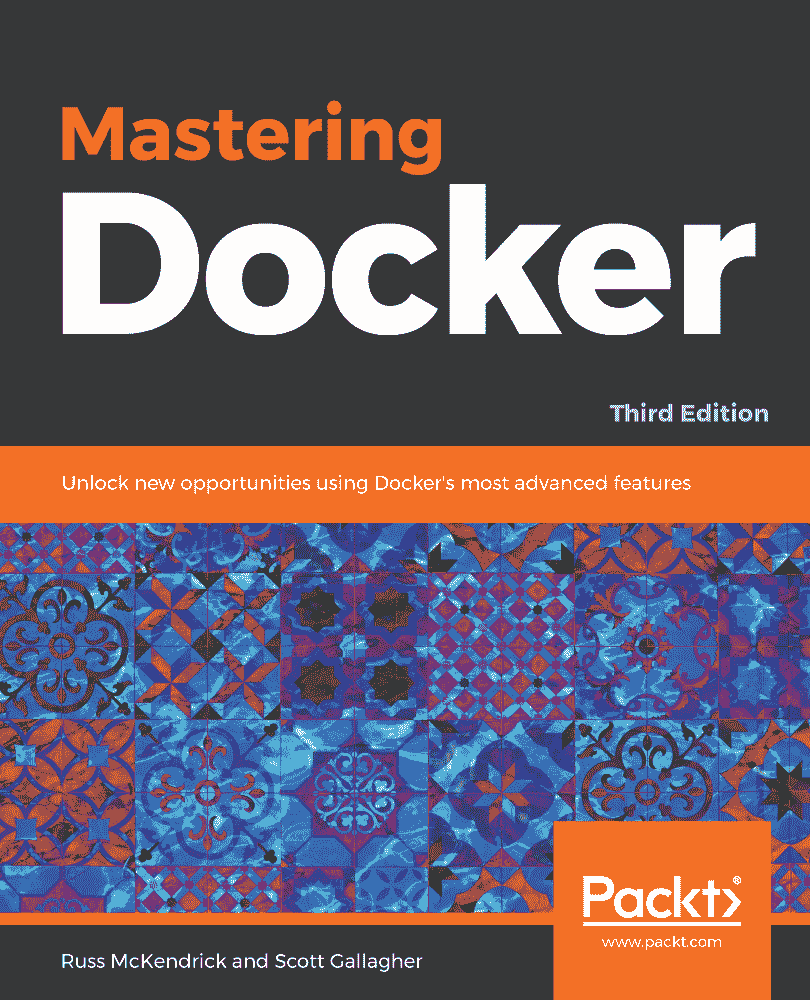 Mastering
Docker
Third Edition
Unlock new opportunities using Docker's most advanced features
Packt>®
www.packt.com
Russ McKendrick and Scott Gallagher